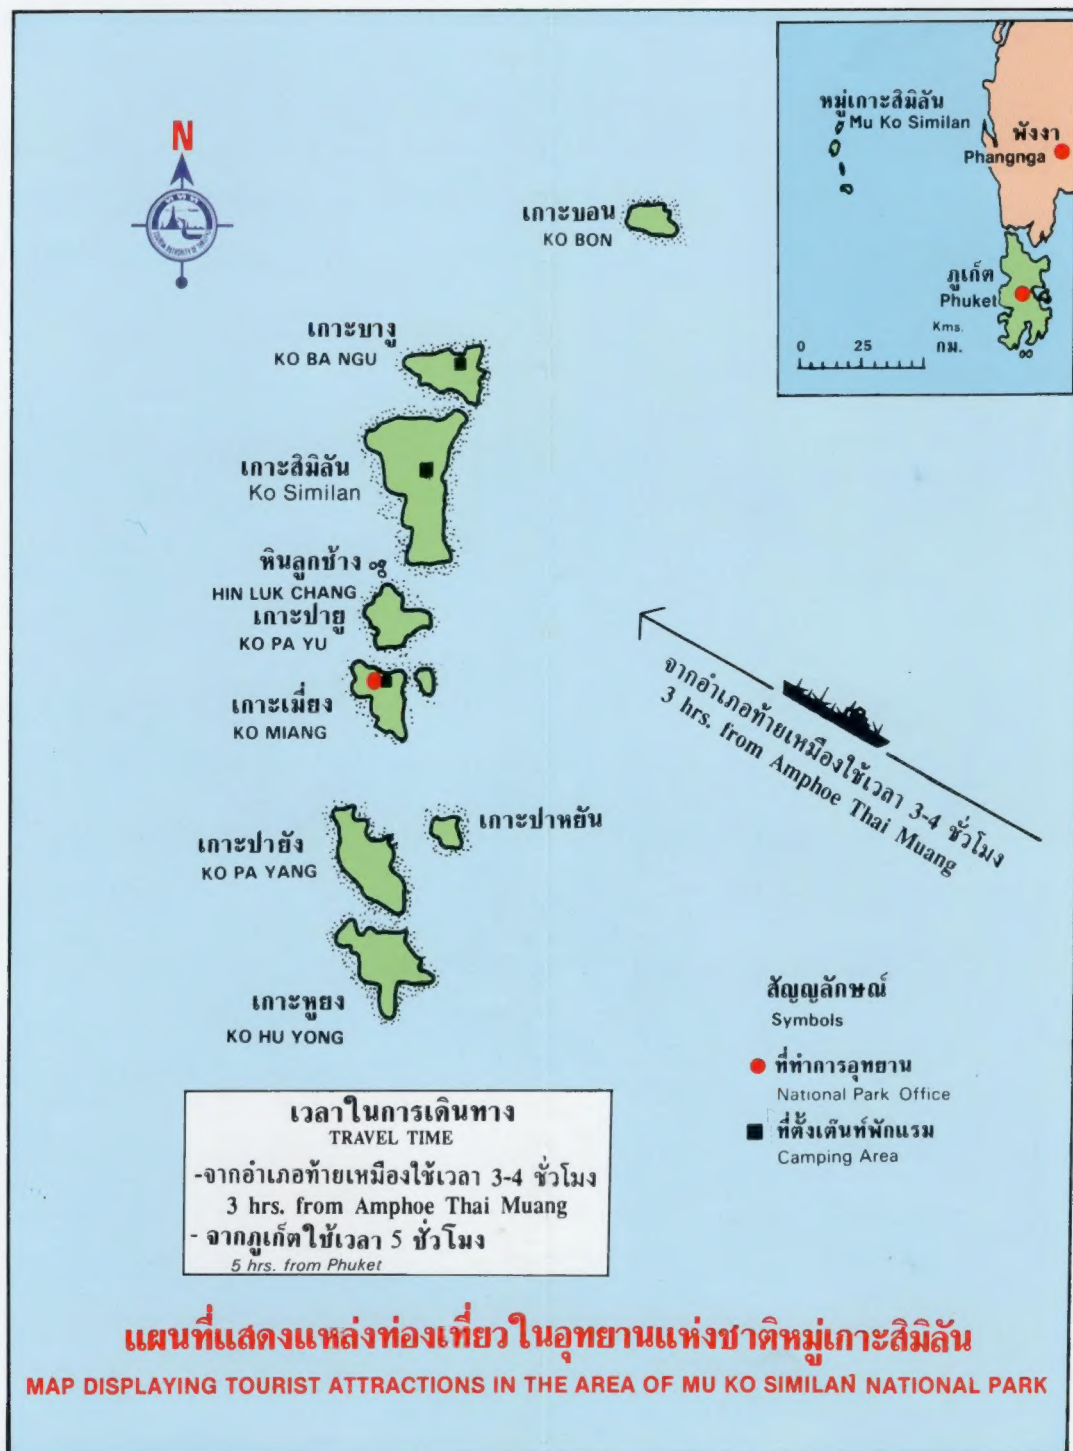 N
หมู่เกาะสิมิลัน
Mu Ko Similan
พังงา
Phangnga
ภูเก็ต
Phuket
Kms.
0 25 กม.
เกาะบอน
KO BON
เกาะบางู
KO BA NGU
เกาะสิมิลัน
Ko Similan
หินลูกช้าง
HIN LUK CHANG
เกาะปายู
KO PA YU
เกาะเมี่ยง
KO MIANG
จากอำเภอท้ายเหมืองใช้เวลา 3-4 ชั่วโมง
3 hrs. from Amphoe Thai Muang
เกาะปาหยัน
เกาะปายัง
KO PA YANG
เกาะหูยง
KO HU YONG
สัญญลักษณ์
Symbols
ที่ทำการอุทยาน
National Park Office
ที่ตั้งเต๊นท์พักแรม
Camping Area
เวลาในการเดินทาง
TRAVEL TIME
-จากอำเภอท้ายเหมืองใช้เวลา 3-4 ชั่วโมง
3 hrs. from Amphoe Thai Muang
- จากภูเก็ตใช้เวลา 5 ชั่วโมง
5 hrs. from Phuket
แผนที่แสดงแหล่งท่องเที่ยวในอุทยานแห่งชาติหมู่เกาะสิมิลัน
MAP DISPLAYING TOURIST ATTRACTIONS IN THE AREA OF MU KO SIMILAN NATIONAL PARK